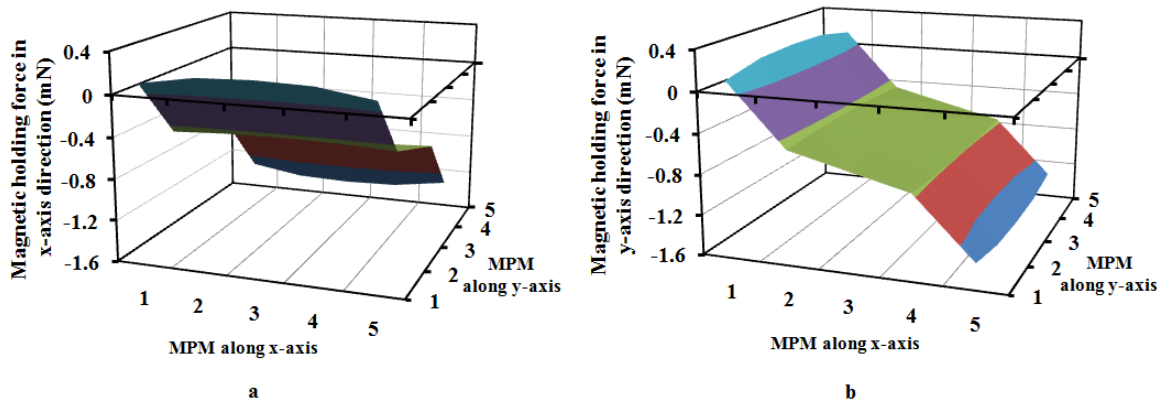 Magnetic holding force in
x-axis direction (mN)
0.4
0
-0.4
-0.8
-1.2
-1.6
1
2
3
4
5
MPM along x-axis
1
2
3
4
5
MPM
along y-axis
a
Magnetic holding force in
y-axis direction (mN)
0.4
0
-0.4
-0.8
-1.2
-1.6
1
2
3
4
5
MPM along x-axis
1
2
3
4
5
MPM
along y-axis
b